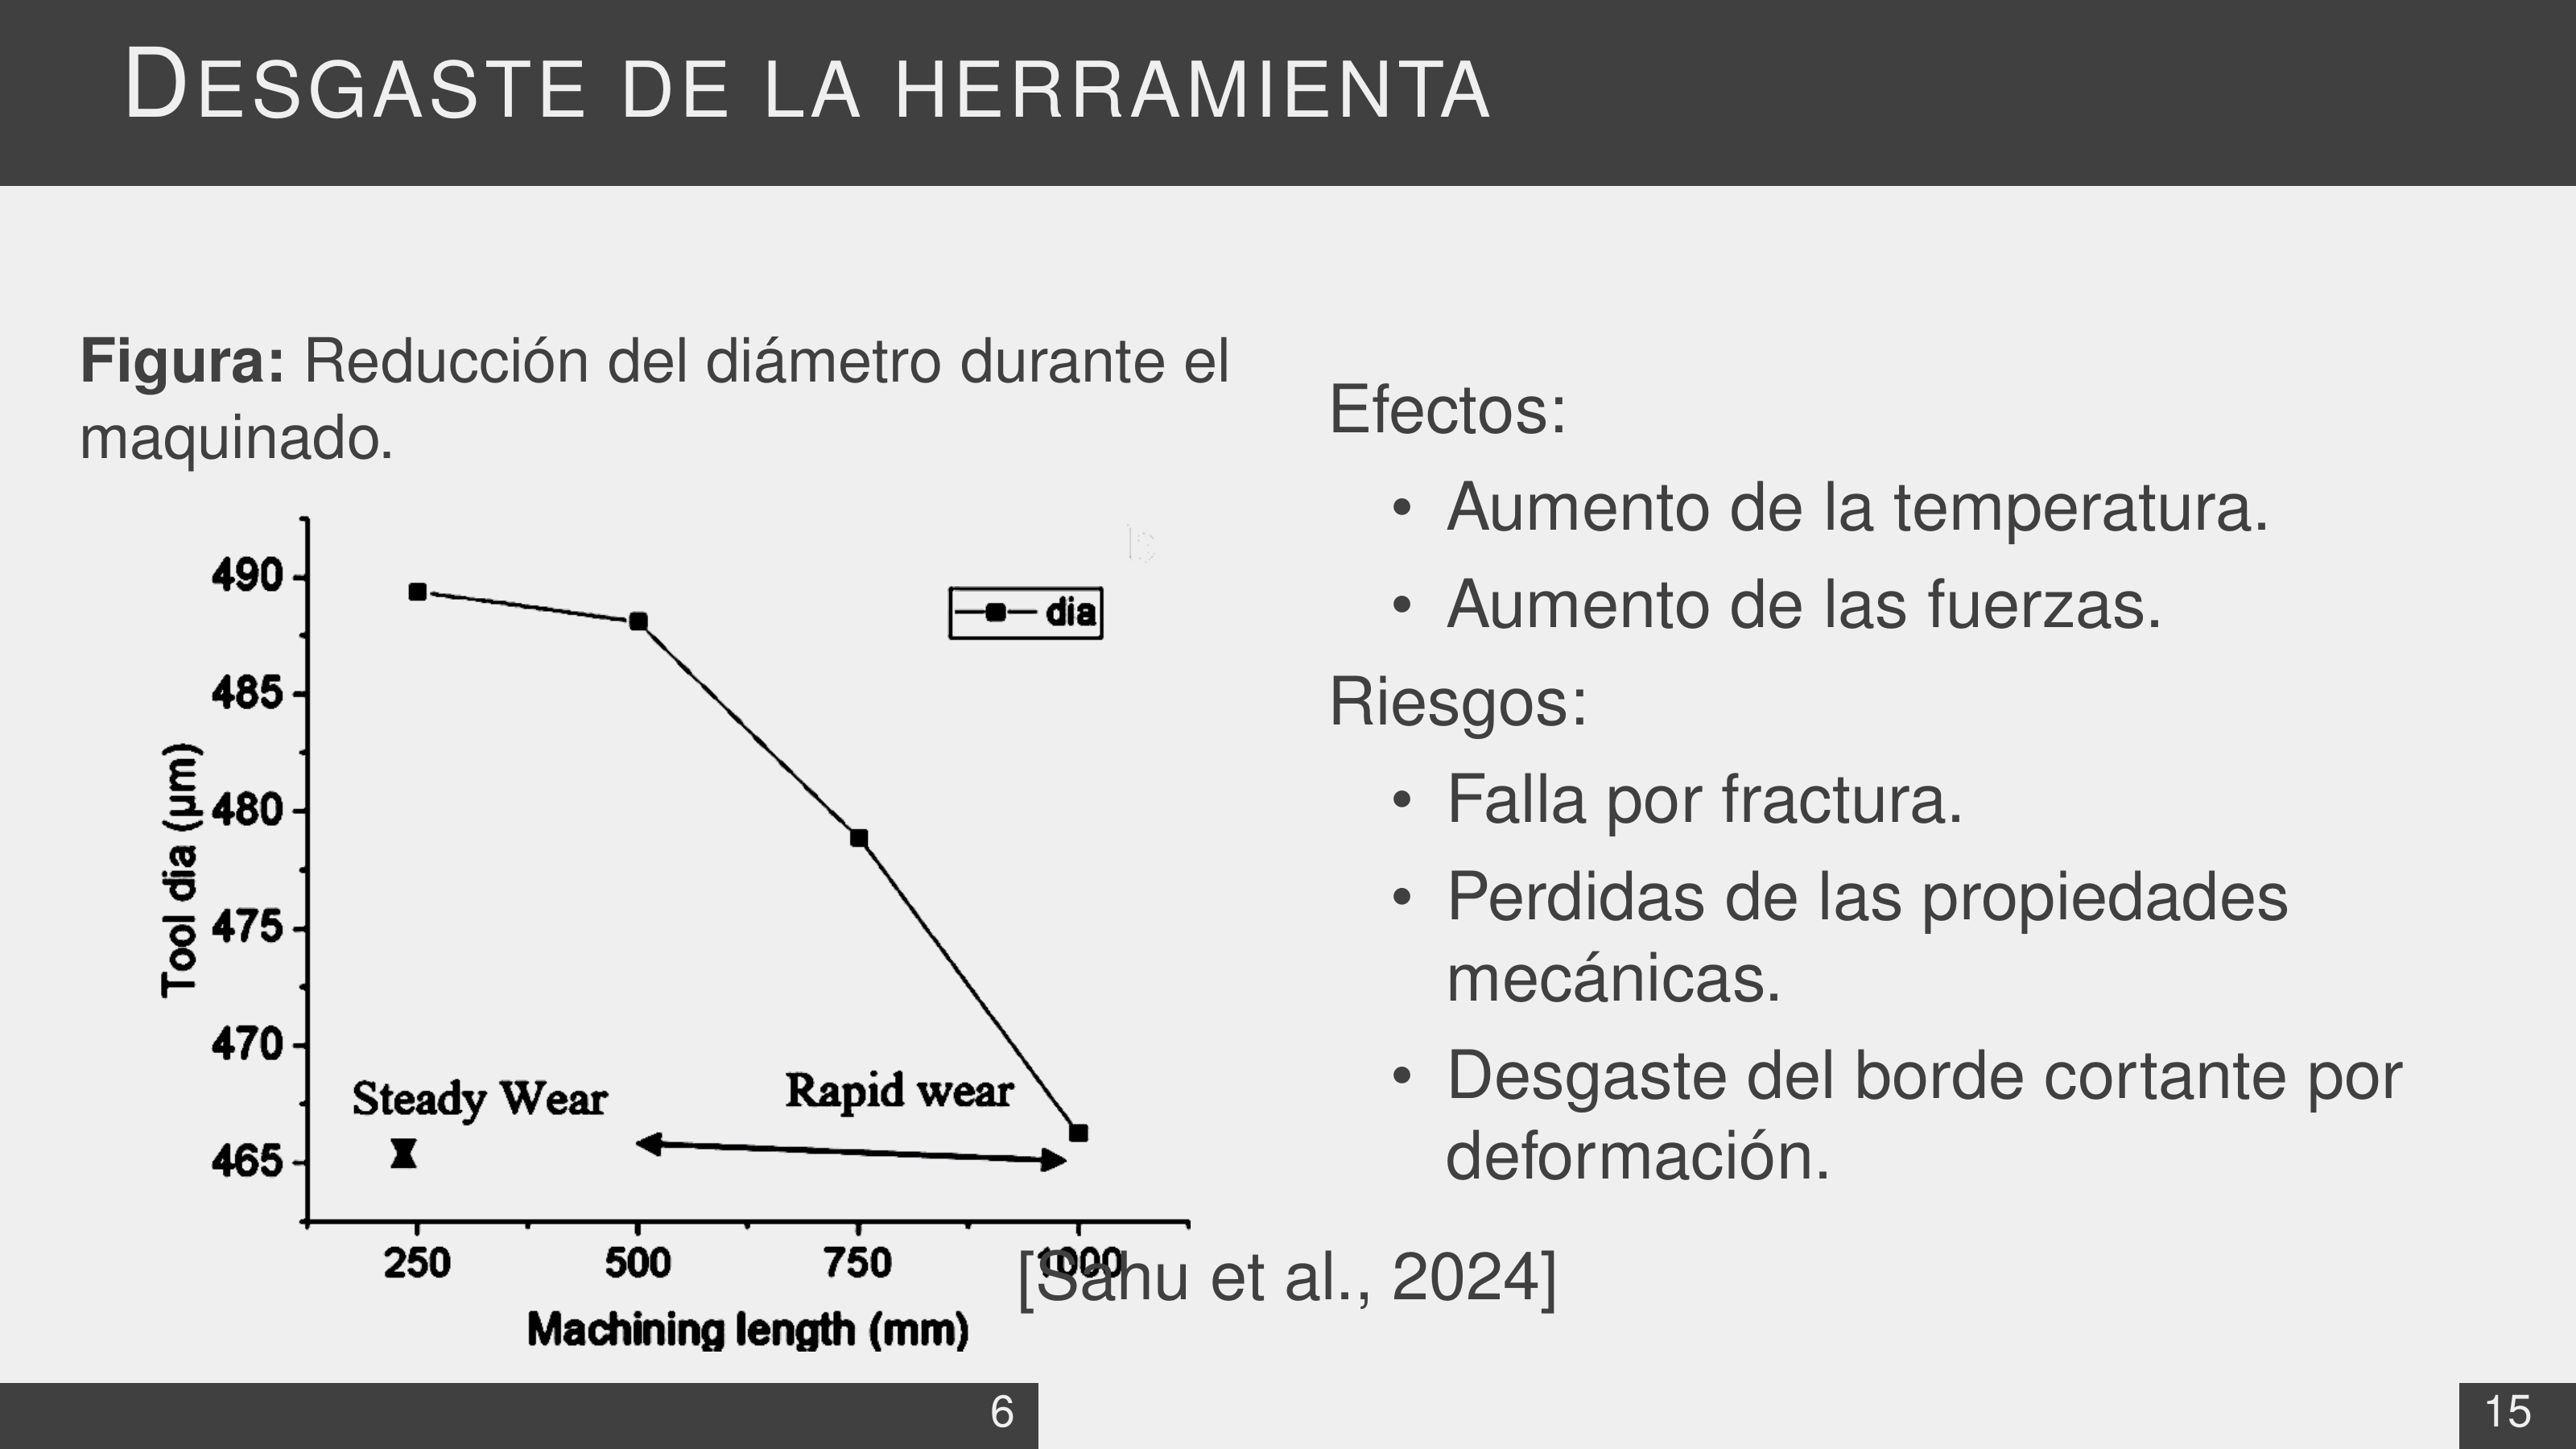 DESGASTE DE LA HERRAMIENTA
Figura: Reducción del diámetro durante el
maquinado.
490
485
480
475
470
465
Tool dia (µm)
dia
Steady Wear
Rapid wear
250 500 750 1000
Machining length (mm)
Efectos:
• Aumento de la temperatura.
• Aumento de las fuerzas.
Riesgos:
• Falla por fractura.
• Perdidas de las propiedades
mecánicas.
• Desgaste del borde cortante por
deformación.
[Sahu et al., 2024]
6
15